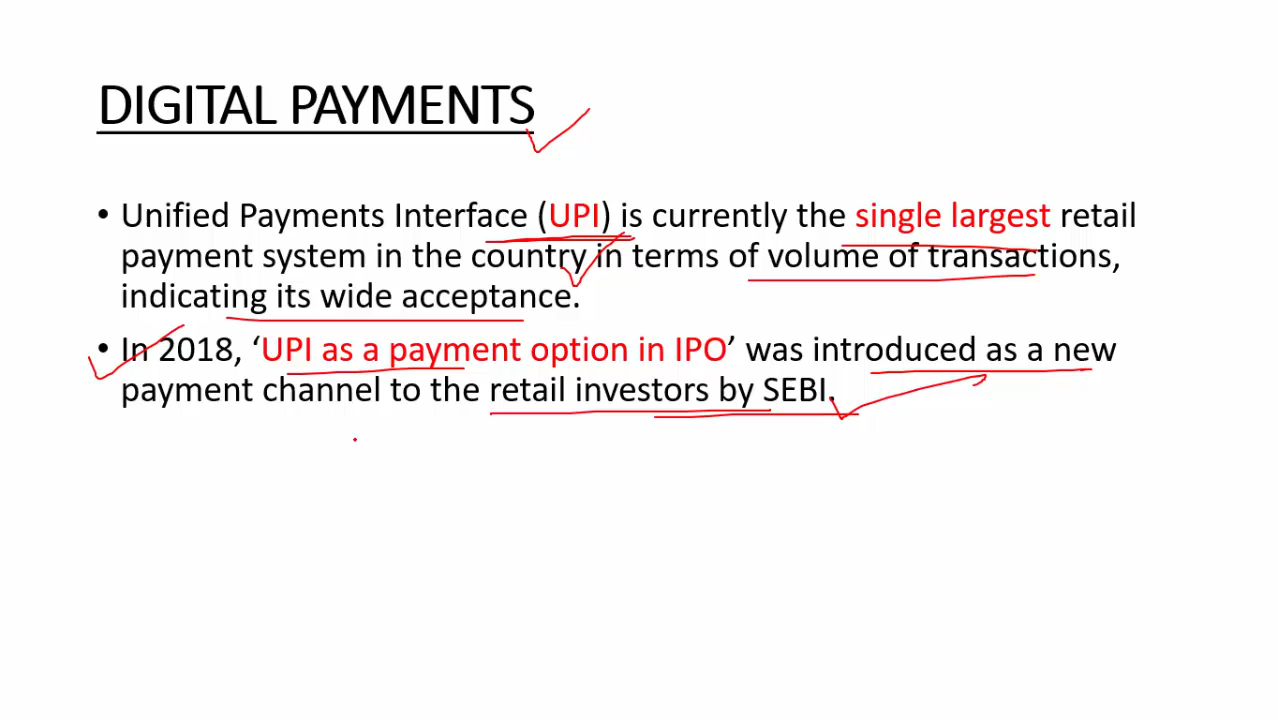 DIGITAL PAYMENTS
• Unified Payments Interface (UPI) is currently the single largest retail
payment system in the country in terms of volume of transactions,
indicating its wide acceptance.
• In 2018, ‘UPI as a payment option in IPO’ was introduced as a new
payment channel to the retail investors by SEBI.